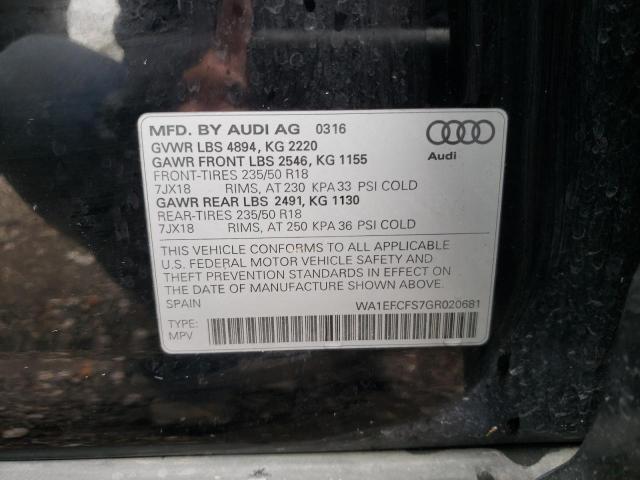 MFD. BY AUDI AG 0316
GVWR LBS 4894, KG 2220
GAWR FRONT LBS 2546, KG 1155
FRONT-TIRES 235/50 R18
7JX18 RIMS, AT 230 KPA 33 PSI COLD
GAWR REAR LBS 2491, KG 1130
REAR-TIRES 235/50 R18
7JX18 RIMS, AT 250 KPA 36 PSI COLD
Audi
THIS VEHICLE CONFORMS TO ALL APPLICABLE
U.S. FEDERAL MOTOR VEHICLE SAFETY AND
THEFT PREVENTION STANDARDS IN EFFECT ON
THE DATE OF MANUFACTURE SHOWN ABOVE.
SPAIN WA1EFCFS7GR020681
TYPE:
MPV